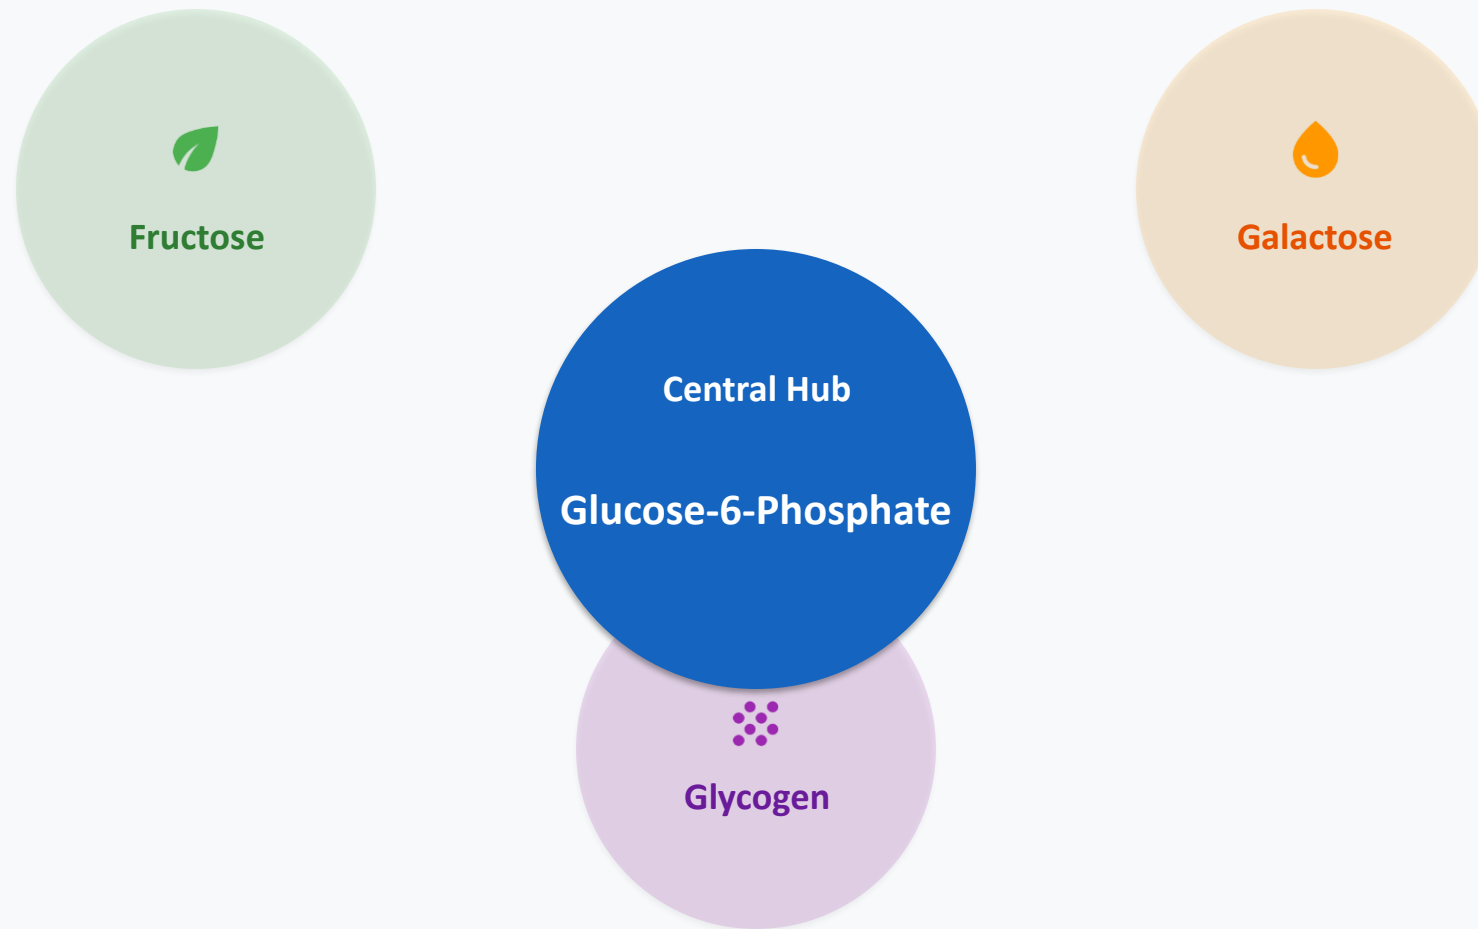 Fructose
Galactose
Central Hub
Glucose-6-Phosphate
Glycogen